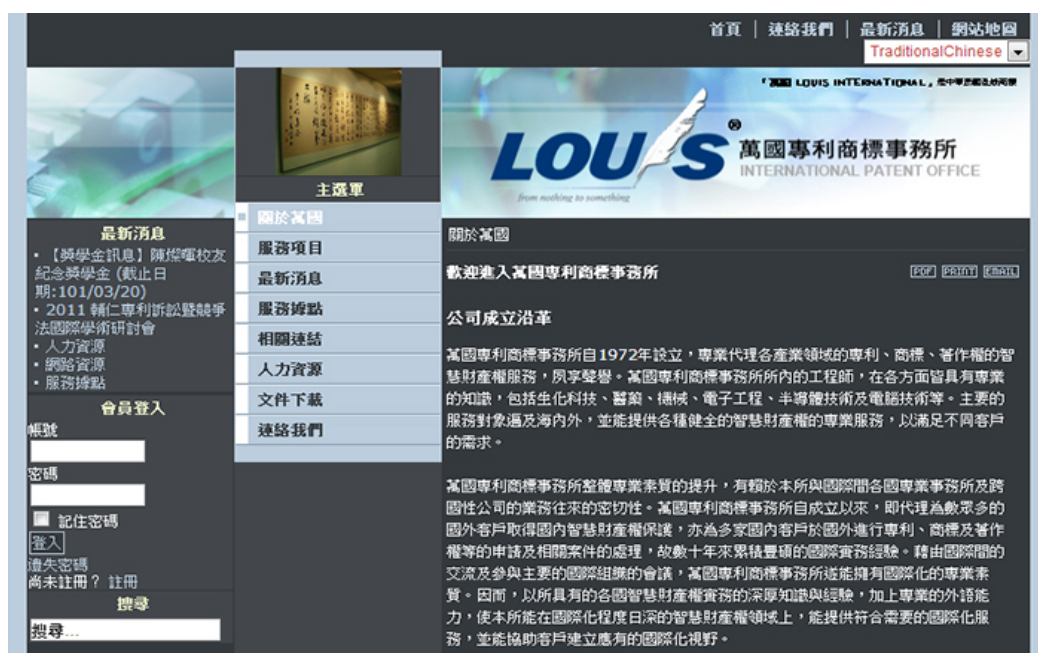 首頁 | 連絡我們 | 最新消息 | 網站地圖
TraditionalChinese
LOUIS INTERNATIONAL
LOUIS®
萬國專利商標事務所
INTERNATIONAL PATENT OFFICE
from nothing to something
主選單
關於萬國
服務項目
最新消息
服務據點
相關連結
人力資源
文件下載
連絡我們
最新消息
【獎學金訊息】陳燦暉校友
紀念獎學金 (截止日
期:101/03/20)
2011 輔仁專利訴訟暨競爭
法國際學術研討會
人力資源
網路資源
服務據點
會員登入
帳號
密碼
記住密碼
登入
遺失密碼
尚未註冊? 註冊
搜尋
搜尋...
關於萬國
歡迎進入萬國專利商標事務所
PDF PRINT EMAIL
公司成立沿革
萬國專利商標事務所自1972年設立,專業代理各產業領域的專利、商標、著作權的智
慧財產權服務,夙享聲譽。萬國專利商標事務所所內的工程師,在各方面皆具有專業
的知識,包括生化科技、醫藥、機械、電子工程、半導體技術及電腦技術等。主要的
服務對象遍及海內外,並能提供各種健全的智慧財產權的專業服務,以滿足不同客戶
的需求。
萬國專利商標事務所整體專業素質的提升,有賴於本所與國際間各國專業事務所及跨
國性公司的業務往來的密切性。萬國專利商標事務所自成立以來,即代理為數眾多的
國外客戶取得國內智慧財產權保護,亦為多家國內客戶於國外進行專利、商標及著作
權等的申請及相關案件的處理,故數十年來累積豐碩的國際實務經驗。藉由國際間的
交流及參與主要的國際組織的會議,萬國專利商標事務所遂能擁有國際化的專業素
質。因而,以所具有的各國智慧財產權實務的深厚知識與經驗,加上專業的外語能
力,使本所能在國際化程度日深的智慧財產權領域上,能提供符合需要的國際化服
務,並能協助客戶建立應有的國際化視野。